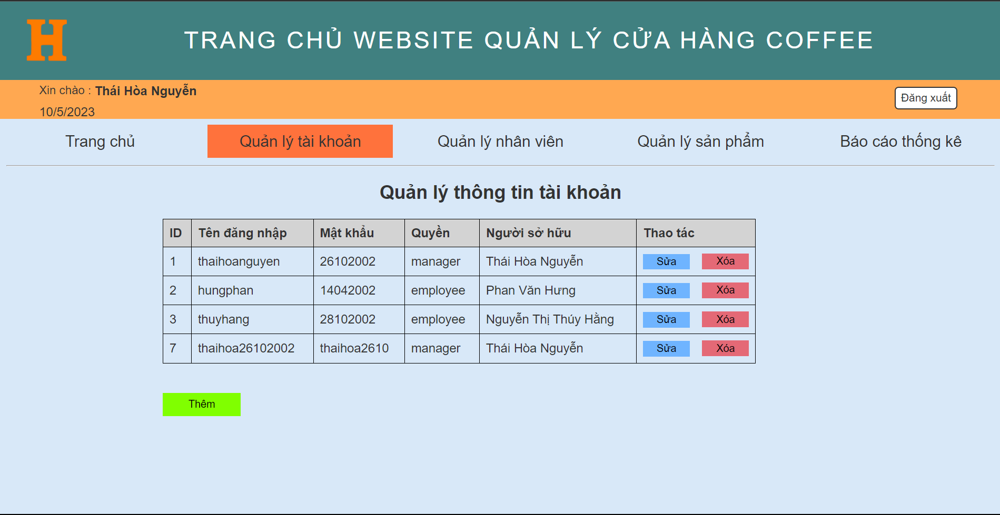 H
TRANG CHỦ WEBSITE QUẢN LÝ CỬA HÀNG COFFEE
Xin chào : Thái Hòa Nguyễn
Đăng xuất
10/5/2023
Trang chủ Quản lý tài khoản Quản lý nhân viên Quản lý sản phẩm Báo cáo thống kê
Quản lý thông tin tài khoản
ID Tên đăng nhập Mật khẩu Quyền Người sở hữu Thao tác
1 thaihoanguyen 26102002 manager Thái Hòa Nguyễn Sửa Xóa
2 hungphan 14042002 employee Phan Văn Hưng Sửa Xóa
3 thuyhang 28102002 employee Nguyễn Thị Thúy Hằng Sửa Xóa
7 thaihoa26102002 thaihoa2610 manager Thái Hòa Nguyễn Sửa Xóa
Thêm